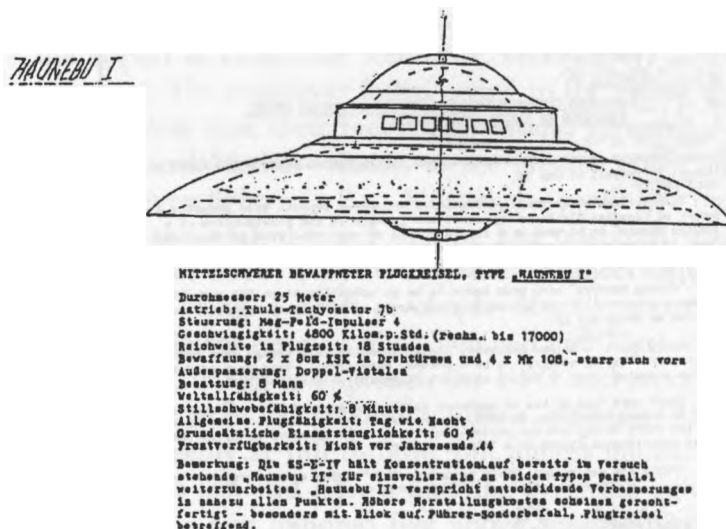 HAUNEBU I
MITTELSCHWERER BEWAFFNETER FLUGKREISEL, TYPE „HAUNEBU I"
Durchmesser: 25 Meter
Antrieb: Thule-Tachyonator 7b
Steuerung: Mag-Feld-Impulser 4
Geschwindigkeit: 4800 Kilom.p.Std. (rechn. bis 17000)
Reichweite in Flugzeit: 18 Stunden
Bewaffnung: 2 x 8cm KSK in Drehtürmen und 4 x Mk 108, starr nach vorn
Außenpanzerung: Doppel-Victalen
Besatzung: 8 Mann
Weltallfähigkeit: 60 %
Stillschwebefähigkeit: 8 Minuten
Allgemeine Flugfähigkeit: Tag wie Nacht
Grundsätzliche Einsatztauglichkeit: 60 %
Frontverfügbarkeit: Nicht vor Jahresende 44
Bemerkung: Die SS-E-IV hält Konzentration auf bereits im Versuch
stehende „Haunebu II" für sinnvoller als an beiden Typen parallel
weiterzuarbeiten. „Haunebu II" verspricht entscheidende Verbesserungen
in nahezu allen Punkten. Höhere Herstellungskosten scheinen gerecht-
fertigt - besonders mit Blick auf Führer-Sonderbefehl, Flugkreisel
betreffend.